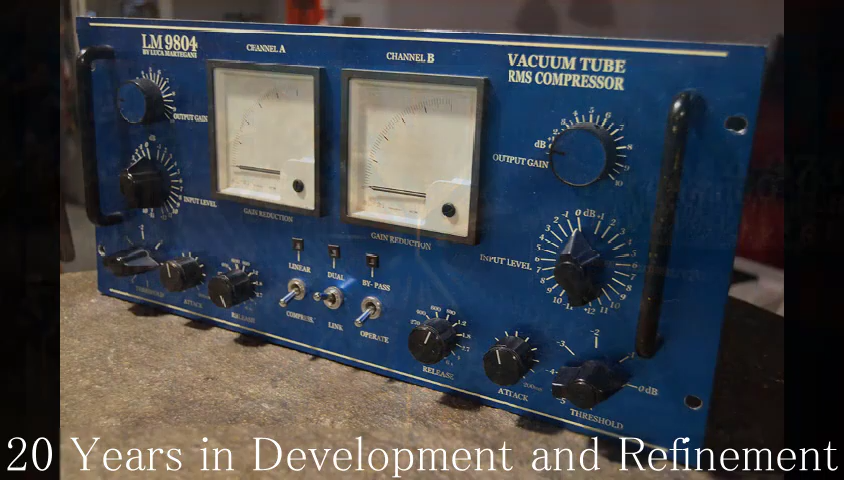 LM 9804
BY LUCA MARTEGANI
CHANNEL A
CHANNEL B
VACUUM TUBE
RMS COMPRESSOR
OUTPUT GAIN
dB
OUTPUT GAIN
INPUT LEVEL
GAIN REDUCTION
GAIN REDUCTION
INPUT LEVEL
LINEAR
DUAL
BY-PASS
COMPRESS.
LINK
OPERATE
THRESHOLD
ATTACK
RELEASE
RELEASE
ATTACK
THRESHOLD
0dB
20 Years in Development and Refinement